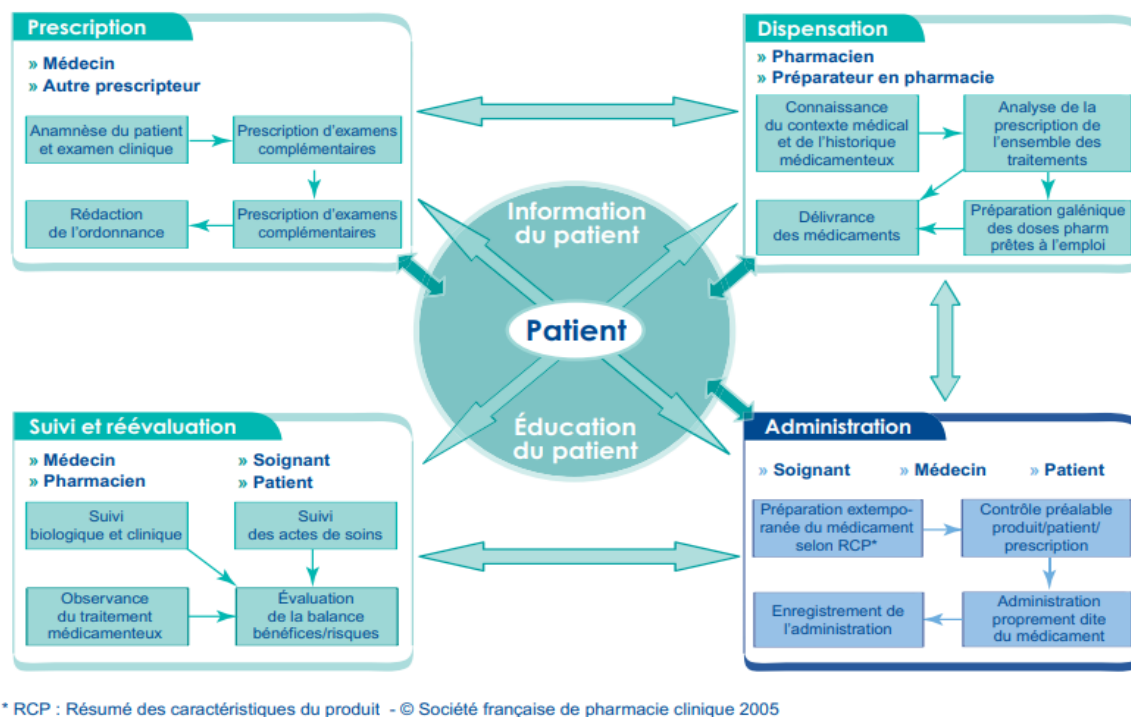 Prescription
» Médecin
» Autre prescripteur
Anamnèse du patient
et examen clinique
Prescription d'examens
complémentaires
Rédaction
de l'ordonnance
Prescription d'examens
complémentaires
Dispensation
» Pharmacien
» Préparateur en pharmacie
Connaissance
du contexte médical
et de l'historique
médicamenteux
Analyse de la
prescription de
l'ensemble des
traitements
Délivrance
des médicaments
Préparation galénique
des doses pharm
prêtes à l'emploi
Information
du patient
Patient
Éducation
du patient
Suivi et réévaluation
» Médecin
» Pharmacien
» Soignant
» Patient
Suivi
biologique et clinique
Suivi
des actes de soins
Observance
du traitement
médicamenteux
Évaluation
de la balance
bénéfices/risques
Administration
» Soignant
» Médecin
» Patient
Préparation extempo-
ranée du médicament
selon RCP*
Contrôle préalable
produit/patient/
prescription
Enregistrement de
l'administration
Administration
proprement dite
du médicament
* RCP : Résumé des caractéristiques du produit - © Société française de pharmacie clinique 2005